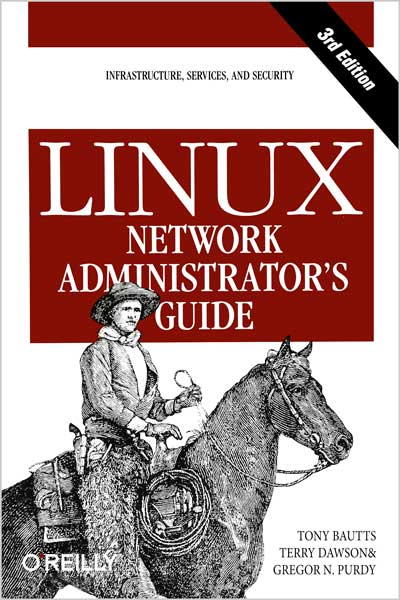 3rd Edition
INFRASTRUCTURE, SERVICES, AND SECURITY
LINUX
NETWORK
ADMINISTRATOR'S
GUIDE
O'REILLY
TONY BAUTTS
TERRY DAWSON&
GREGOR N. PURDY